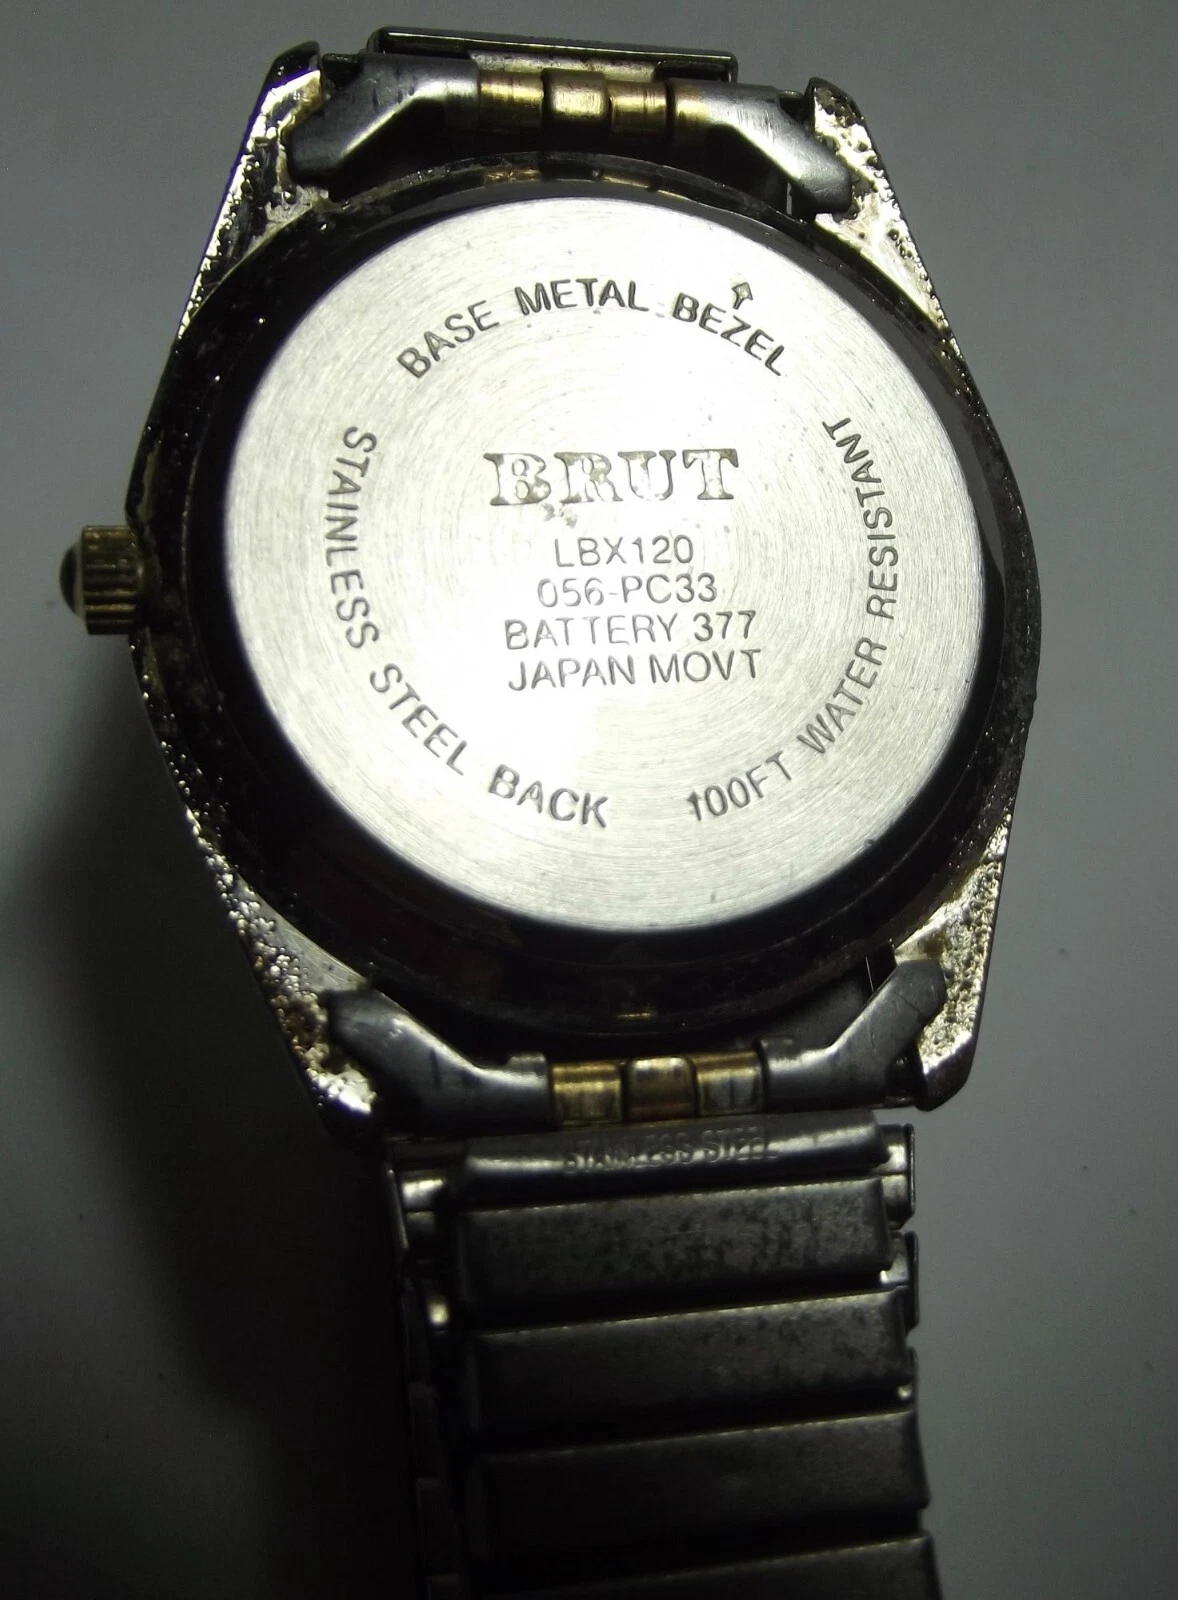 BASE METAL BEZEL
BRUT
LBX120
056-PC33
BATTERY 377
JAPAN MOVT
STAINLESS STEEL BACK
100FT WATER RESISTANT
STAINLESS STEEL